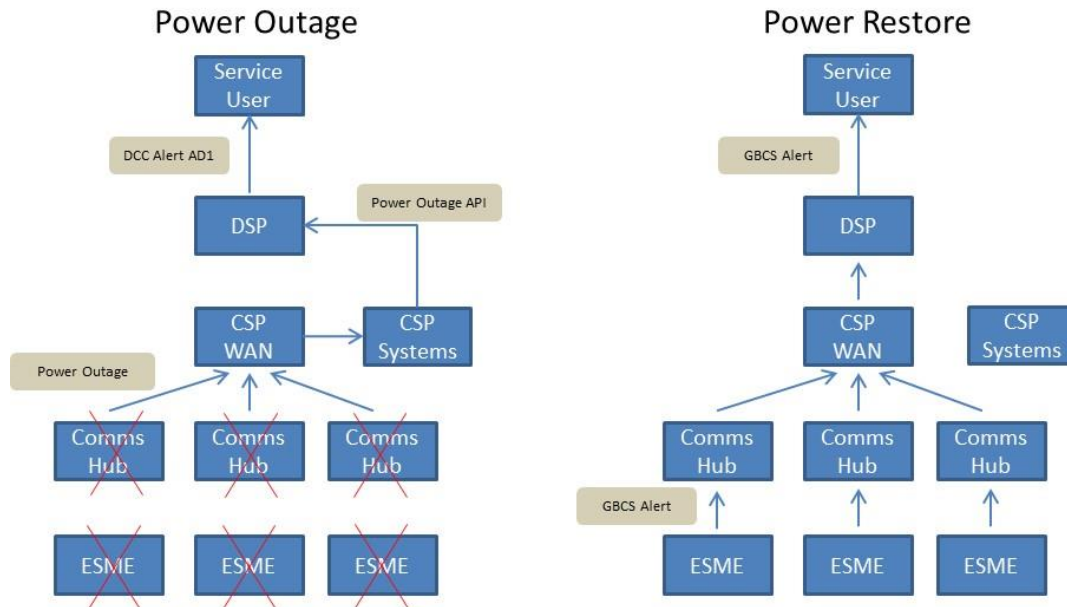 Power Outage
Service
User
DCC Alert AD1
Power Outage API
DSP
CSP
WAN
CSP
Systems
Power Outage
Comms
Hub
Comms
Hub
Comms
Hub
ESME
ESME
ESME
Power Restore
Service
User
GBCS Alert
DSP
CSP
WAN
CSP
Systems
Comms
Hub
Comms
Hub
Comms
Hub
GBCS Alert
ESME
ESME
ESME